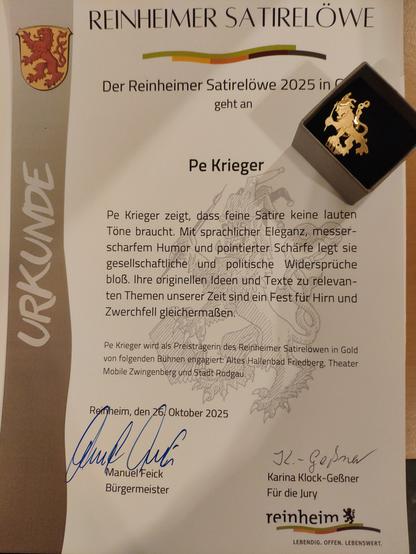 REINHEIMER SATIRELÖWE
Der Reinheimer Satirelöwe 2025 in G
geht an
Pe Krieger
URKUNDE
Pe Krieger zeigt, dass feine Satire keine lauten
Töne braucht. Mit sprachlicher Eleganz, messer-
scharfem Humor und pointierter Schärfe legt sie
gesellschaftliche und politische Widersprüche
bloß. Ihre originellen Ideen und Texte zu relevan-
ten Themen unserer Zeit sind ein Fest für Hirn und
Zwerchfell gleichermaßen.
Pe Krieger wird als Preisträgerin des Reinheimer Satirelöwen in Gold
von folgenden Bühnen engagiert: Altes Hallenbad Friedberg, Theater
Mobile Zwingenberg und Stadt Rodgau.
Reinheim, den 26. Oktober 2025
K.-Geßner
Manuel Feick
Bürgermeister
Karina Klock-Geßner
Für die Jury
reinheim
LEBENDIG. OFFEN. LEBENSWERT.